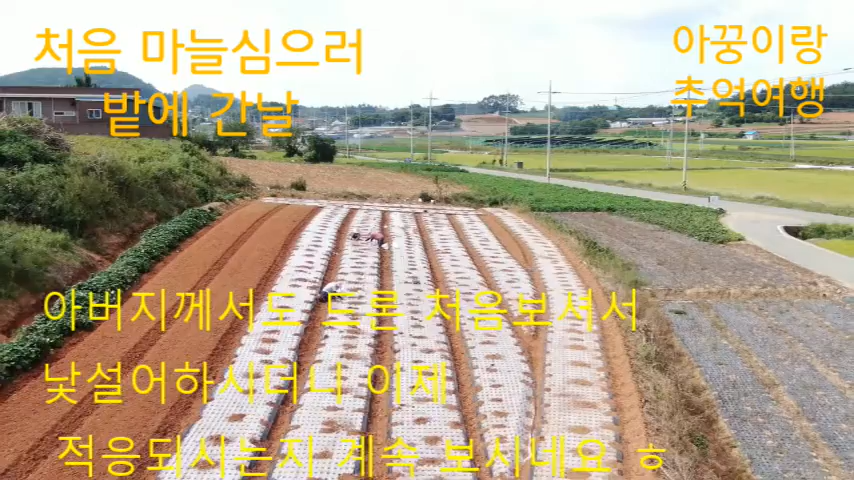 처음 마늘심으러
밭에 간날
아꿍이랑
추억여행
아버지께서도 드론 처음보셔서
낯설어하시더니 이제
적응되시는지 계속 보시네요 ㅎ